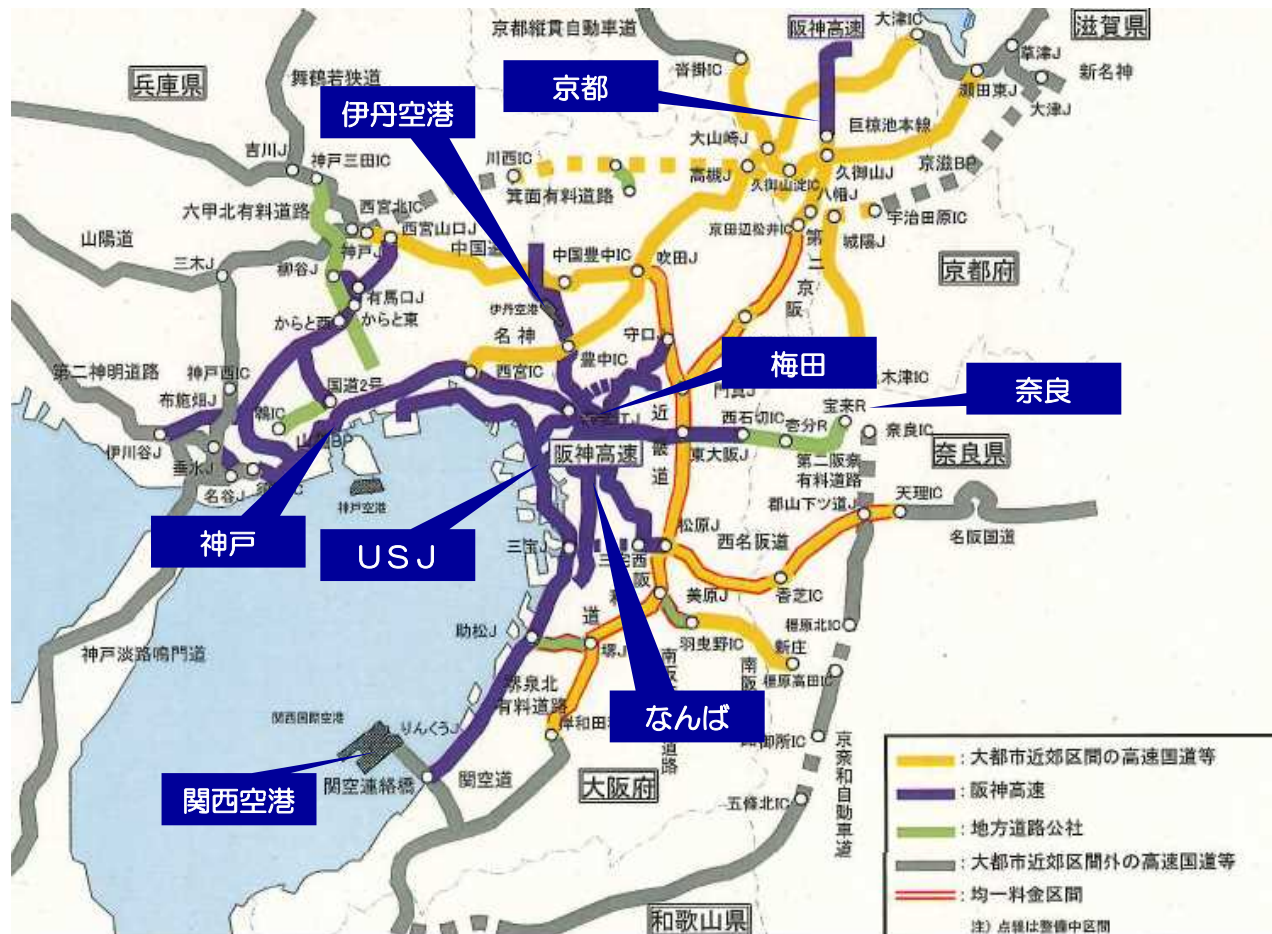 京都縦貫自動車道
阪神高速
大津IC
滋賀県
兵庫県
舞鶴若狭道
沓掛IC
京都
草津J
新名神
瀬田東J
大津J
伊丹空港
巨椋池本線
大山崎J
吉川J
神戸三田IC
川西IC
高槻J
久御山J
京滋BP
箕面有料道路
久御山淀IC
八幡J
宇治田原IC
六甲北有料道路
西宮北IC
西宮山口J
京田辺松井IC
城陽J
山陽道
神戸J
中国道
中国豊中IC
吹田J
第二京阪
京都府
三木J
柳谷J
有馬口J
伊丹空港
からと西
からと東
名神
守口J
豊中IC
梅田
第二神明道路
神戸西IC
西宮IC
国道2号
門真J
木津IC
奈良
布施畑J
宝来R
西石切IC
壱分R
奈良IC
伊川谷J
阪神高速
東大阪J
第二阪奈
有料道路
奈良県
垂水J
名谷J
神戸空港
天理IC
郡山下ツ道J
神戸
USJ
松原J
西名阪道
名阪国道
三宝J
三宅西
香芝IC
美原J
助松J
羽曳野IC
橿原北IC
神戸淡路鳴門道
堺J
新庄
橿原高田IC
堺泉北
有料道路
なんば
関西国際空港
りんくうJ
御所IC
京奈和自動車道
関西空港
関空連絡橋
関空道
大阪府
五條北IC
和歌山県
:大都市近郊区間の高速国道等
:阪神高速
:地方道路公社
:大都市近郊区間外の高速国道等
:均一料金区間
注)点線は整備中区間